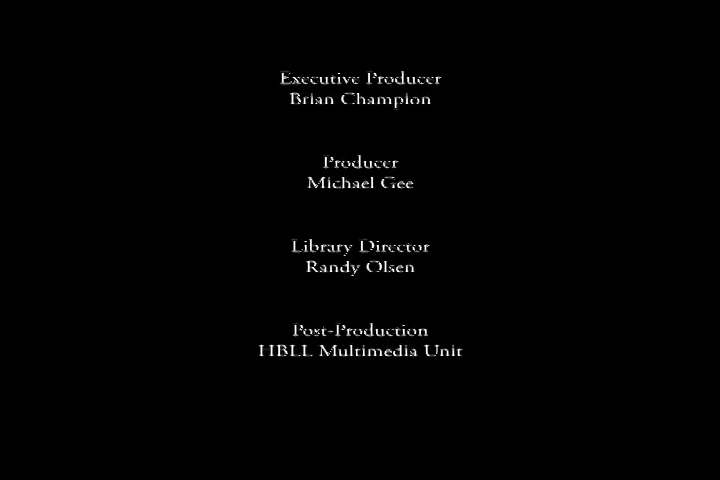 Executive Producer
Brian Champion
Producer
Michael Gee
Library Director
Randy Olsen
Post-Production
HBLL Multimedia Unit